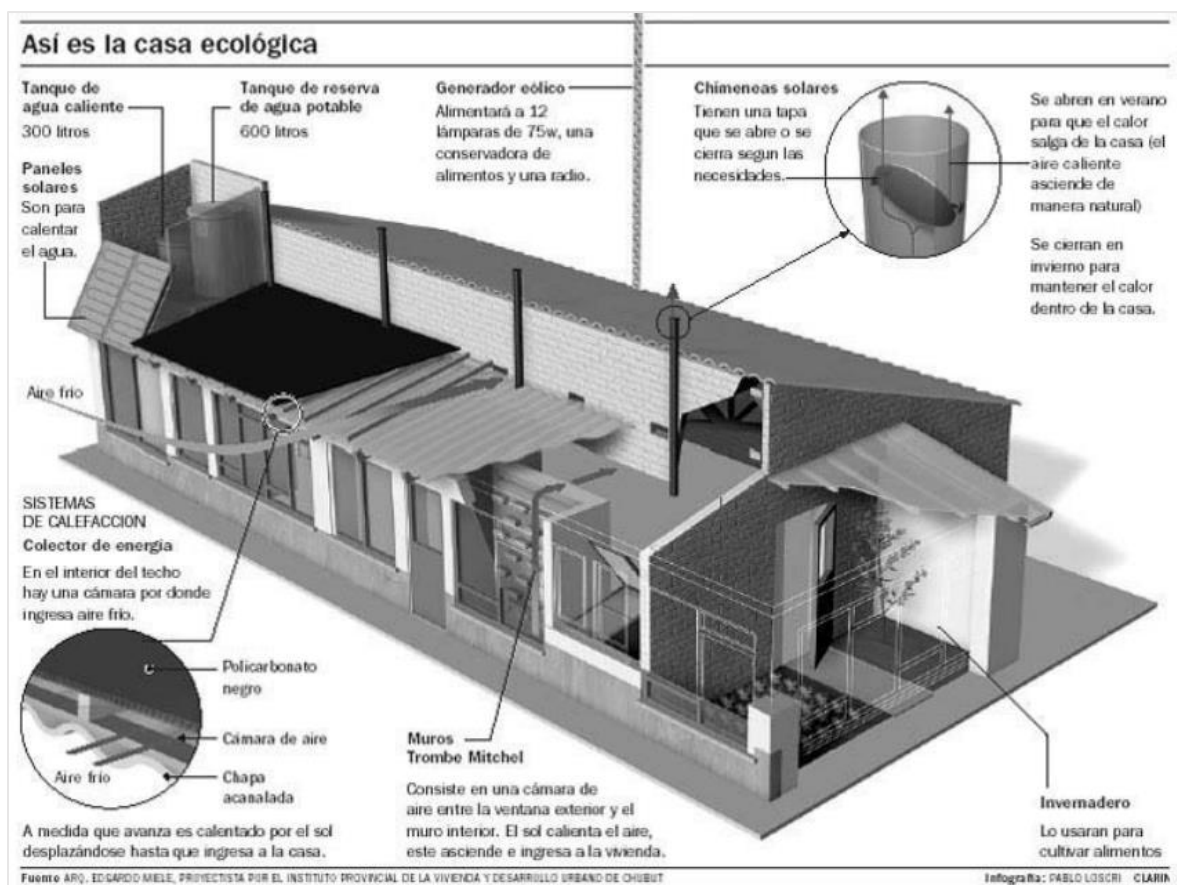 Así es la casa ecológica
Tanque de
agua caliente
300 litros
Tanque de reserva
de agua potable
600 litros
Generador eólico
Alimentará a 12
lámparas de 75w, una
conservadora de
alimentos y una radio.
Chimeneas solares
Tienen una tapa
que se abre o se
cierra segun las
necesidades.
Se abren en verano
para que el calor
salga de la casa (el
aire caliente
asciende de
manera natural)
Se cierran en
invierno para
mantener el calor
dentro de la casa.
Paneles
solares
Son para
calentar
el agua.
Aire frío
SISTEMAS
DE CALEFACCION
Colector de energía
En el interior del techo
hay una cámara por donde
ingresa aire frío.
Policarbonato
negro
Cámara de aire
Chapa
acanalada
Aire frío
A medida que avanza es calentado por el sol
desplazándose hasta que ingresa a la casa.
Muros
Trombe Mitchel
Consiste en una cámara de
aire entre la ventana exterior y el
muro interior. El sol calienta el aire,
este asciende e ingresa a la vivienda.
Invernadero
Lo usaran para
cultivar alimentos
Fuente ARQ. EDGARDO MIELE, PROYECTISTA POR EL INSTITUTO PROVINCIAL DE LA VIVIENDA Y DESARROLLO URBANO DE CHUBUT
Infografía: PABLO LOSCRI CLARIN